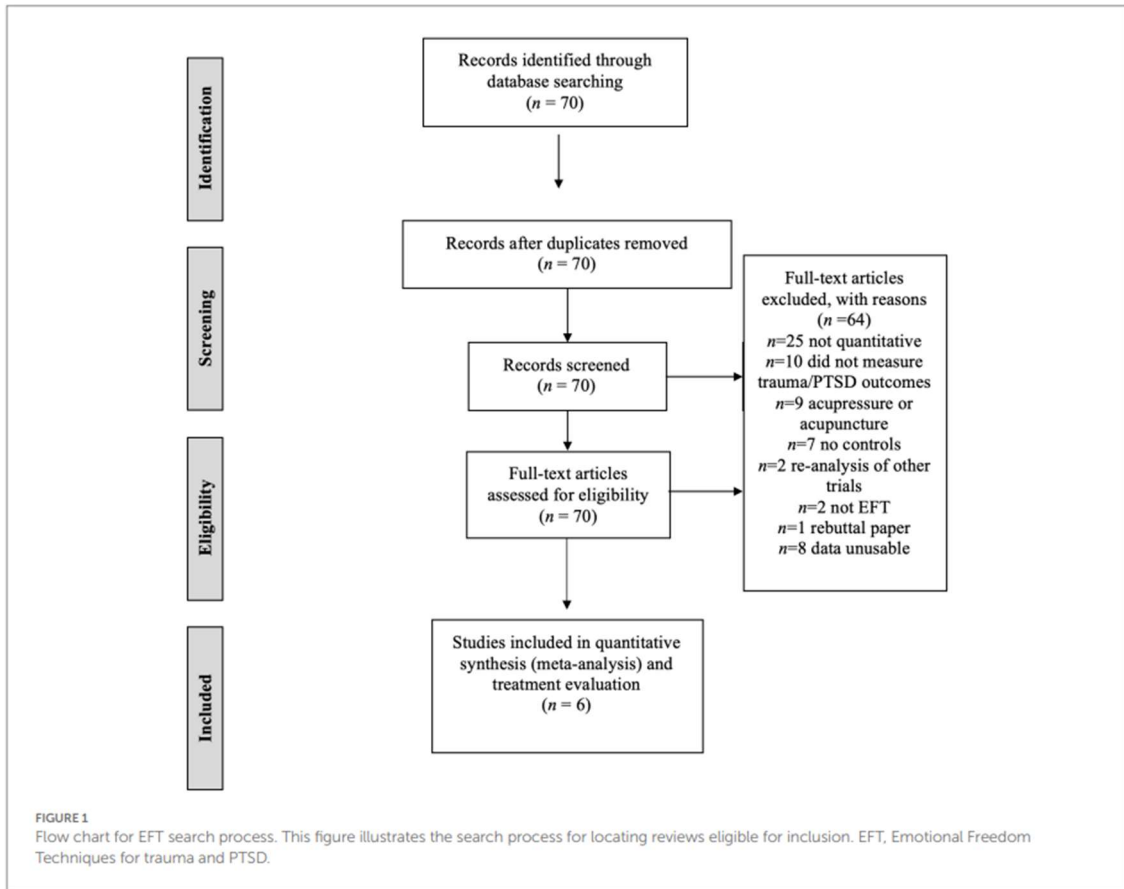 Identification
Records identified through
database searching
(n = 70)
Screening
Records after duplicates removed
(n = 70)
Records screened
(n = 70)
Full-text articles
excluded, with reasons
(n =64)
n=25 not quantitative
n=10 did not measure
trauma/PTSD outcomes
n=9 acupressure or
acupuncture
n=7 no controls
n=2 re-analysis of other
trials
n=2 not EFT
n=1 rebuttal paper
n=8 data unusable
Eligibility
Full-text articles
assessed for eligibility
(n = 70)
Included
Studies included in quantitative
synthesis (meta-analysis) and
treatment evaluation
(n = 6)
FIGURE 1
Flow chart for EFT search process. This figure illustrates the search process for locating reviews eligible for inclusion. EFT, Emotional Freedom
Techniques for trauma and PTSD.